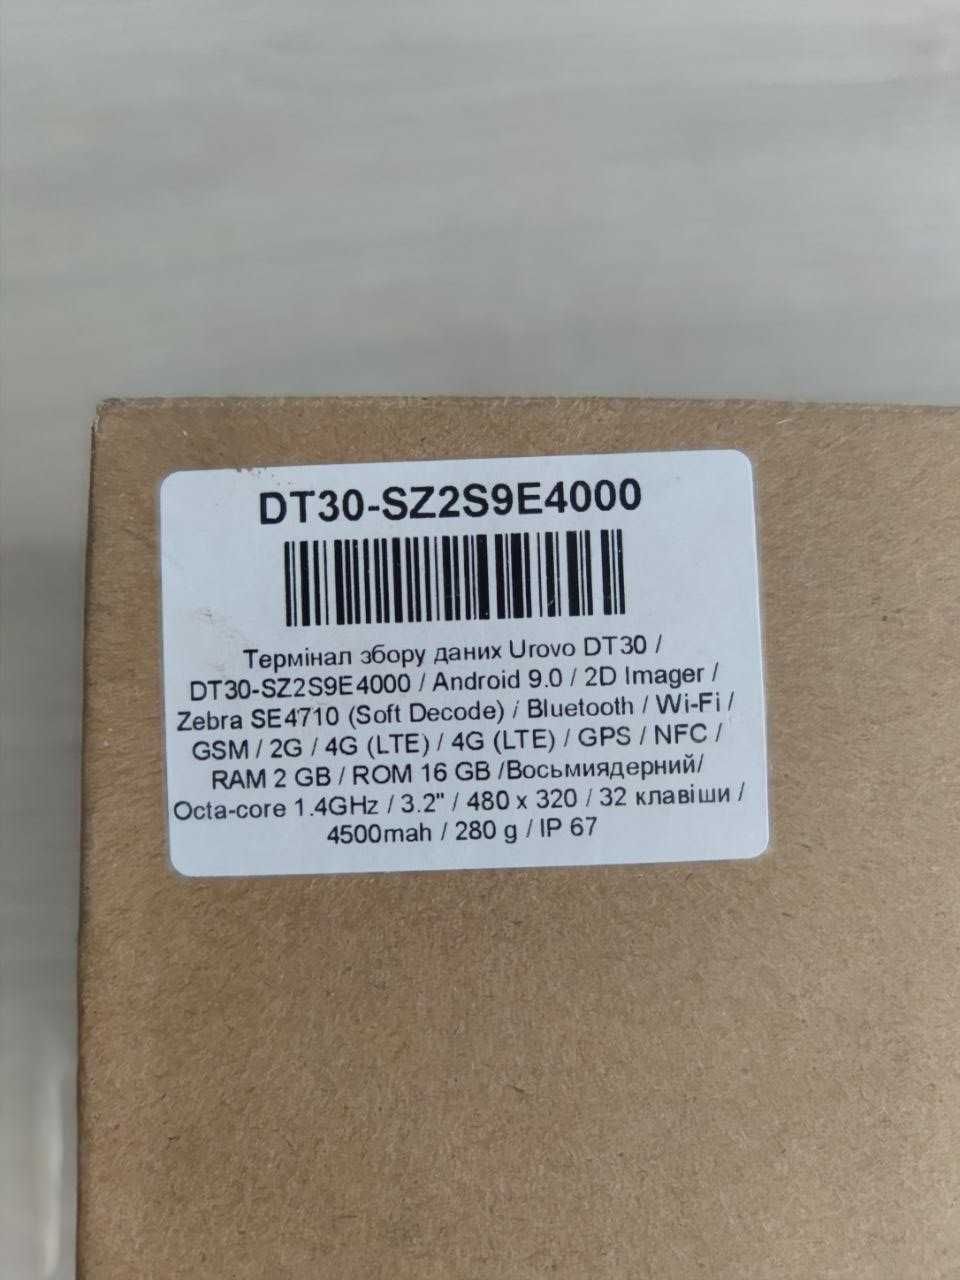 DT30-SZ2S9E4000
Термінал збору даних Urovo DT30 /
DT30-SZ2S9E4000 / Android 9.0 / 2D Imager /
Zebra SE4710 (Soft Decode) / Bluetooth / Wi-Fi /
GSM / 2G / 4G (LTE) / 4G (LTE) / GPS / NFC /
RAM 2 GB / ROM 16 GB /Восьмиядерний/
Octa-core 1.4GHz / 3.2" / 480 x 320 / 32 клавіши /
4500mah / 280 g / IP 67